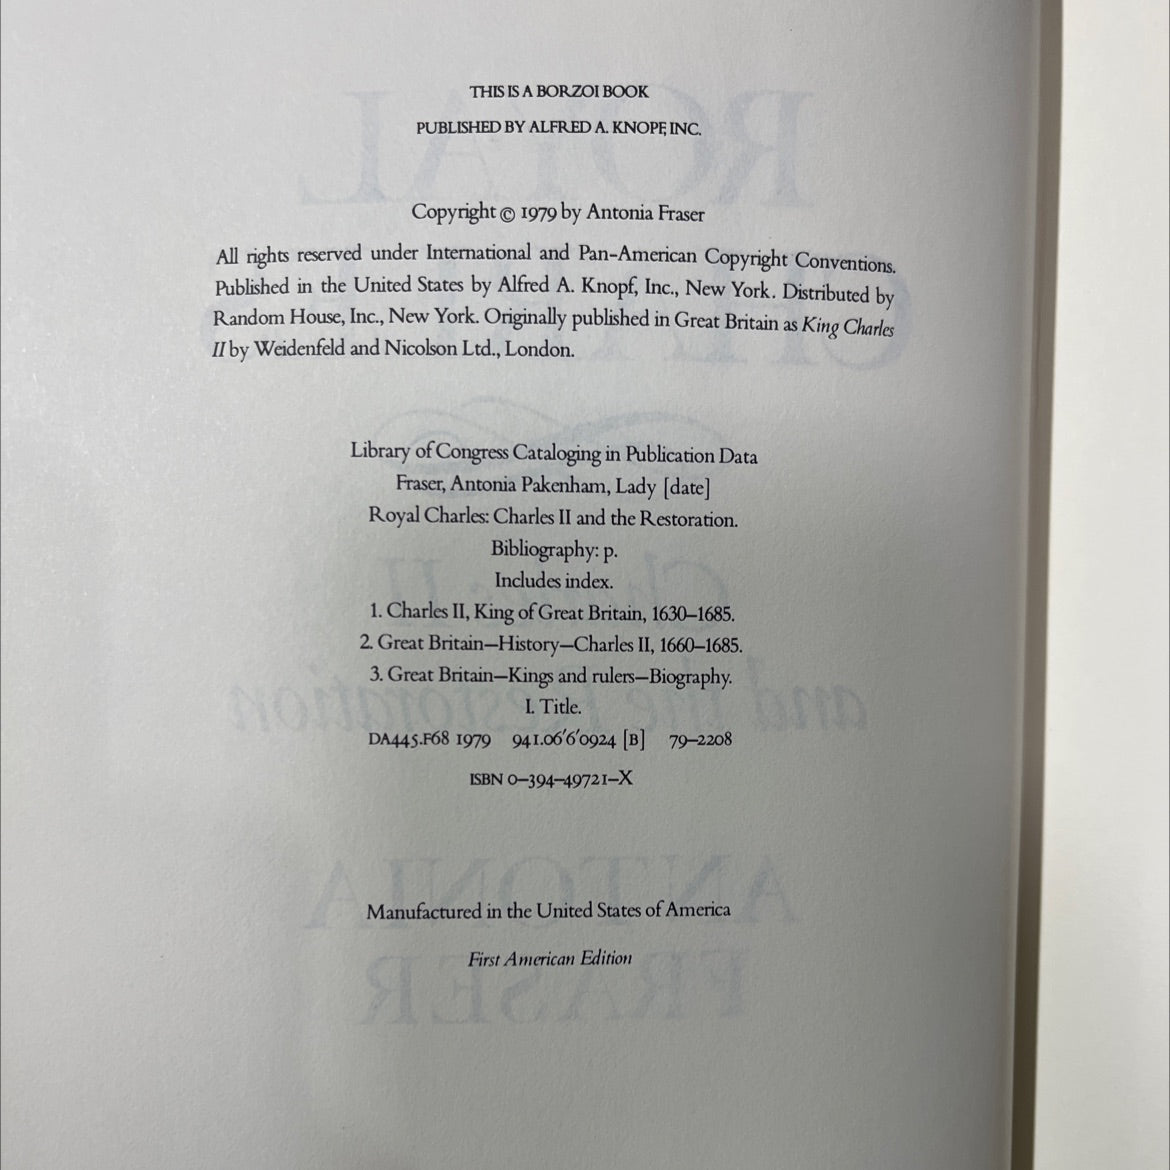 THIS IS A BORZOI BOOK
PUBLISHED BY ALFRED A. KNOPF, INC.
Copyright © 1979 by Antonia Fraser
All rights reserved under International and Pan-American Copyright Conventions.
Published in the United States by Alfred A. Knopf, Inc., New York. Distributed by
Random House, Inc., New York. Originally published in Great Britain as King Charles
II by Weidenfeld and Nicolson Ltd., London.
Library of Congress Cataloging in Publication Data
Fraser, Antonia Pakenham, Lady [date]
Royal Charles: Charles II and the Restoration.
Bibliography: p.
Includes index.
1. Charles II, King of Great Britain, 1630–1685.
2. Great Britain—History—Charles II, 1660–1685.
3. Great Britain—Kings and rulers—Biography.
I. Title.
DA445.F68 1979 941.06′6′0924 [B] 79–2208
ISBN 0–394–49721–X
Manufactured in the United States of America
First American Edition